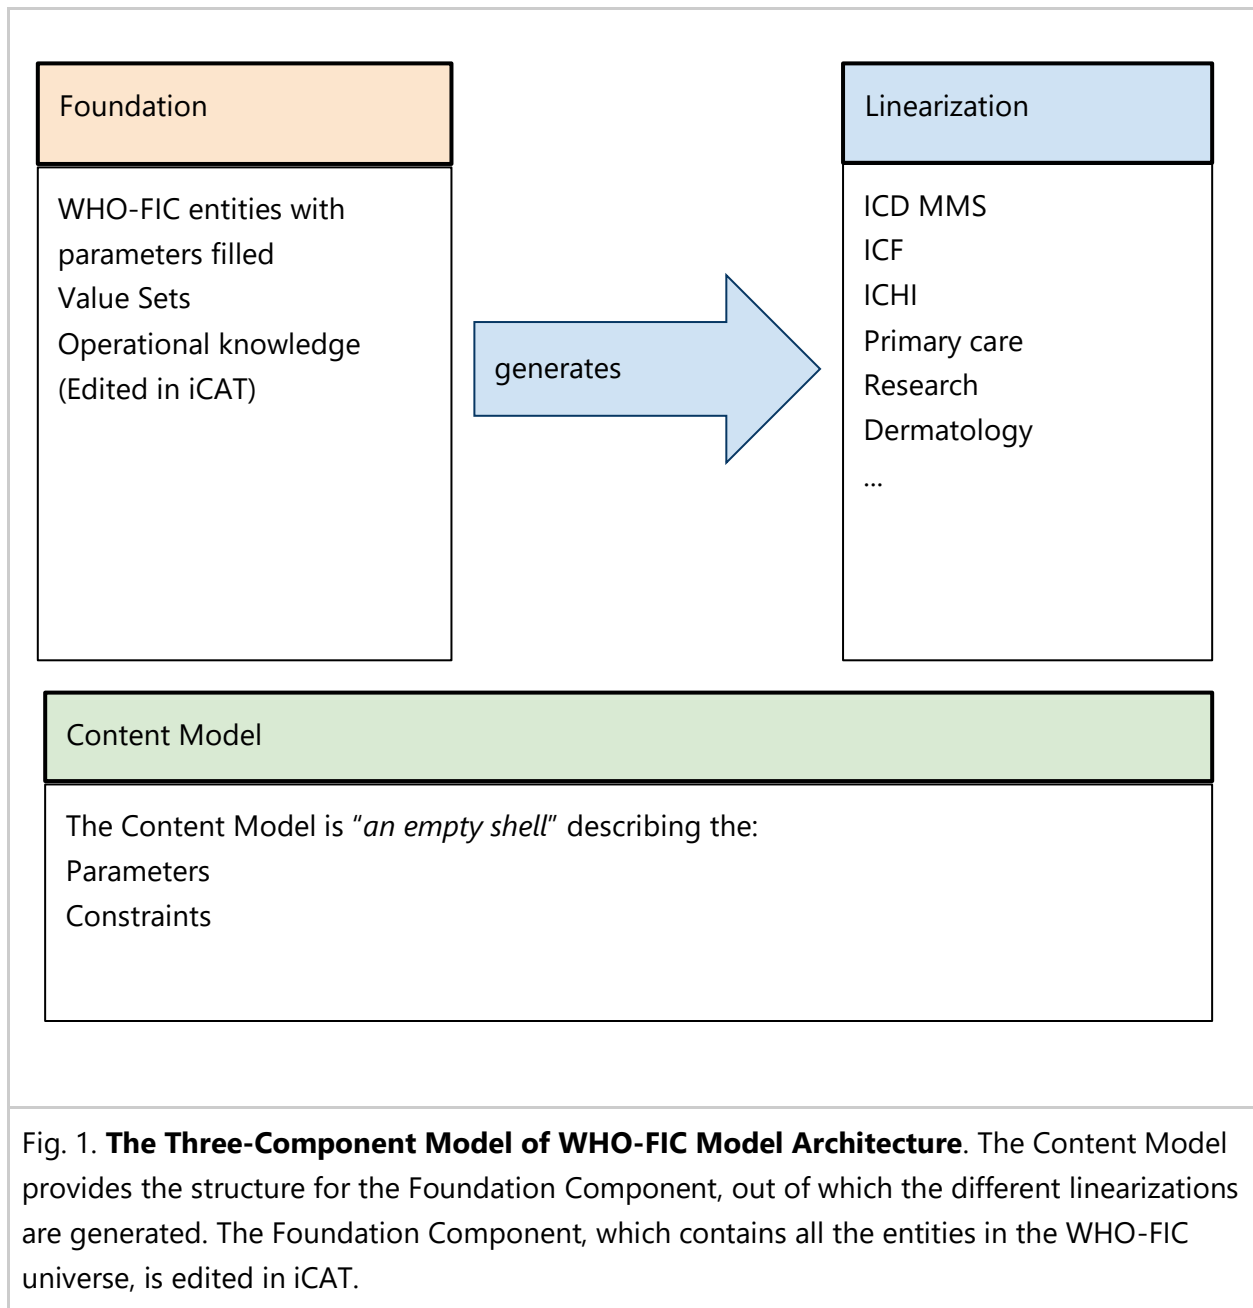 Foundation
WHO-FIC entities with
parameters filled
Value Sets
Operational knowledge
(Edited in iCAT)
generates
Linearization
ICD MMS
ICF
ICHI
Primary care
Research
Dermatology
...
Content Model
The Content Model is “an empty shell” describing the:
Parameters
Constraints
Fig. 1. The Three-Component Model of WHO-FIC Model Architecture. The Content Model
provides the structure for the Foundation Component, out of which the different linearizations
are generated. The Foundation Component, which contains all the entities in the WHO-FIC
universe, is edited in iCAT.